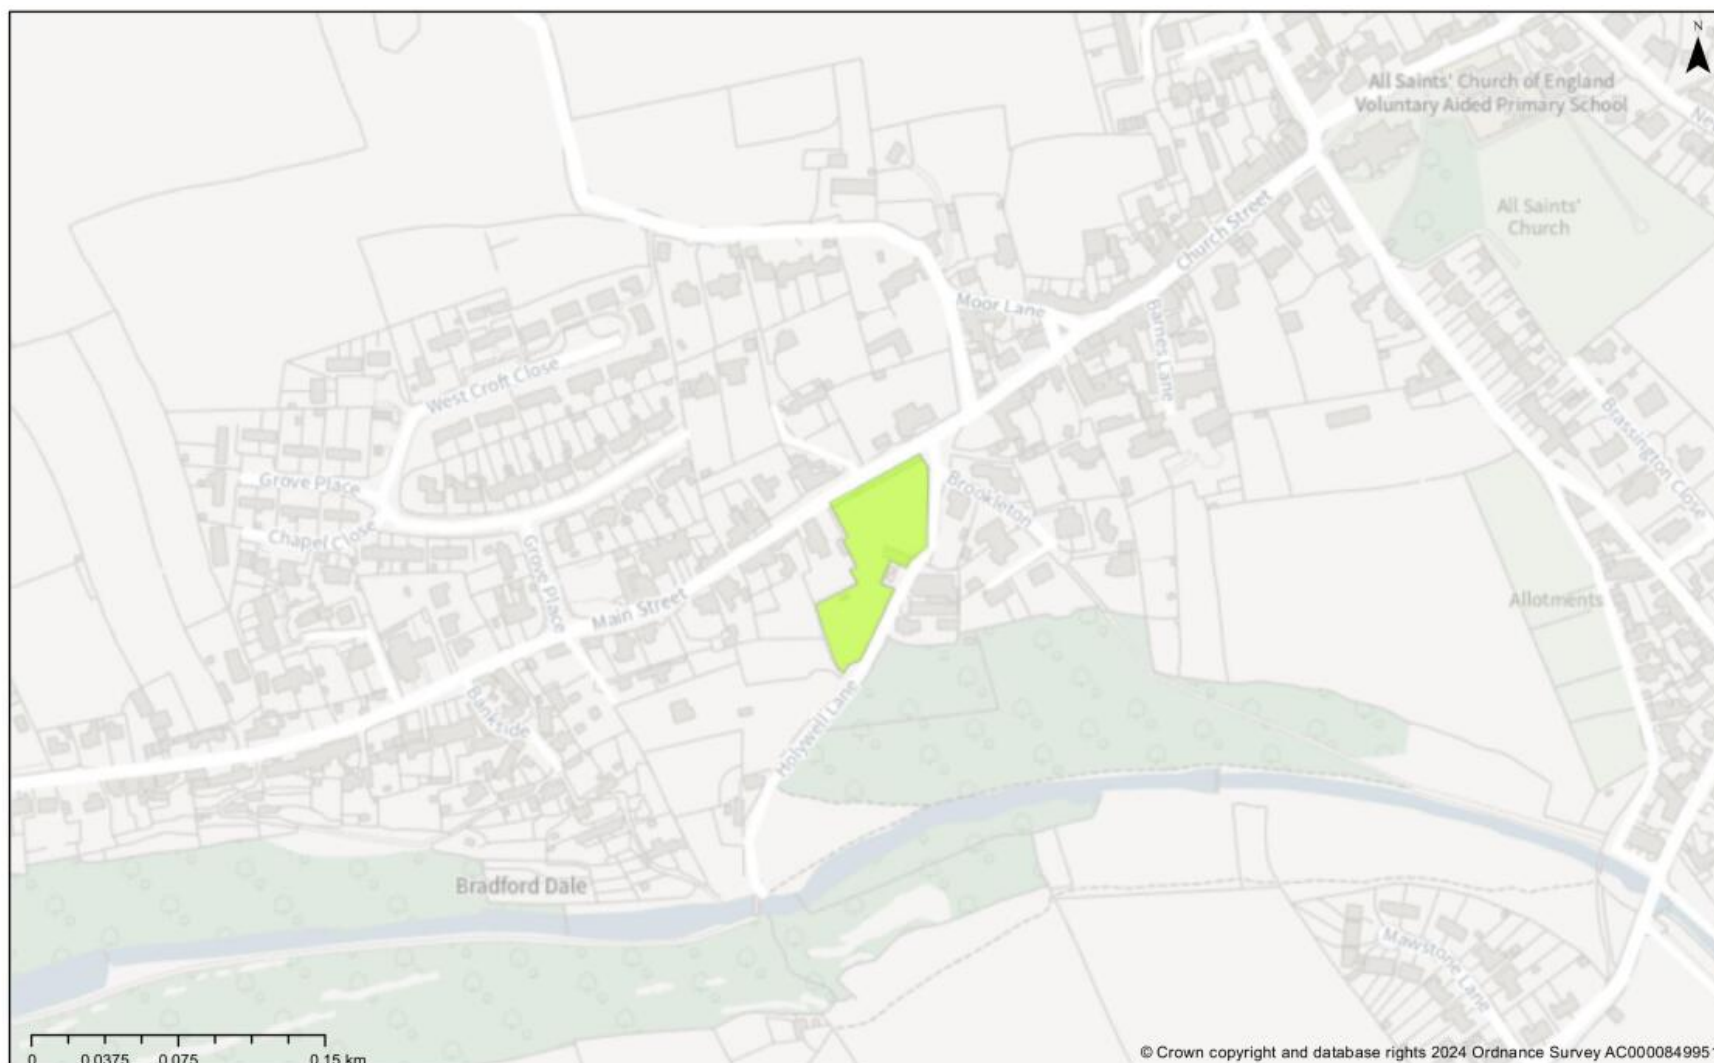 N
All Saints' Church of England
Voluntary Aided Primary School
All Saints'
Church
Church Street
Moor Lane
Barnes Lane
West Croft Close
Brassington Close
Grove Place
Brookleton
Chapel Close
Grove Place
Main Street
Allotments
Bankside
Holywell Lane
Bradford Dale
Mawstone Lane
0 0.0375 0.075 0.15 km
© Crown copyright and database rights 2024 Ordnance Survey AC000084995